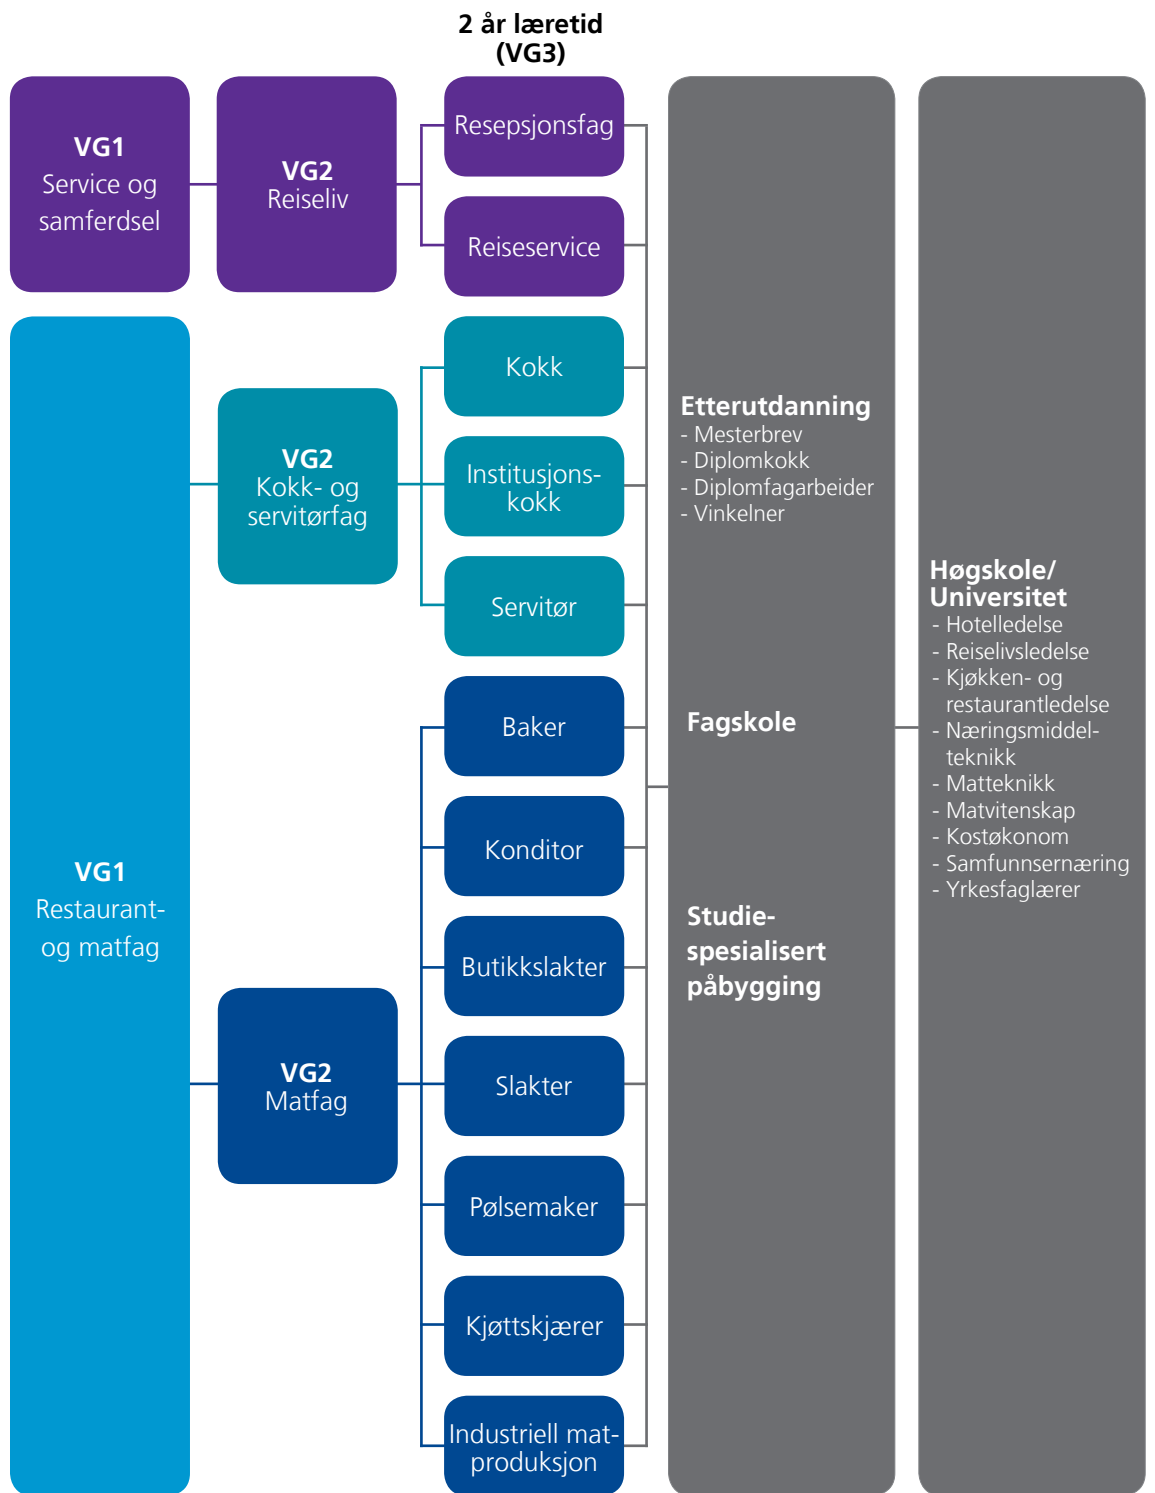 2 år læretid
(VG3)
VG1
Service og
samferdsel
VG2
Reiseliv
Resepsjonsfag
Reiseservice
VG1
Restaurant-
og matfag
VG2
Kokk- og
servitørfag
Kokk
Institusjons-
kokk
Servitør
VG2
Matfag
Baker
Konditor
Butikkslakter
Slakter
Pølsemaker
Kjøttskjærer
Industriell mat-
produksjon
Etterutdanning
- Mesterbrev
- Diplomkokk
- Diplomfagarbeider
- Vinkelner
Fagskole
Studie-
spesialisert
påbygging
Høgskole/
Universitet
- Hotelledelse
- Reiselivsledelse
- Kjøkken- og
restaurantledelse
- Næringsmiddel-
teknikk
- Matteknikk
- Matvitenskap
- Kostøkonom
- Samfunnsernæring
- Yrkesfaglærer